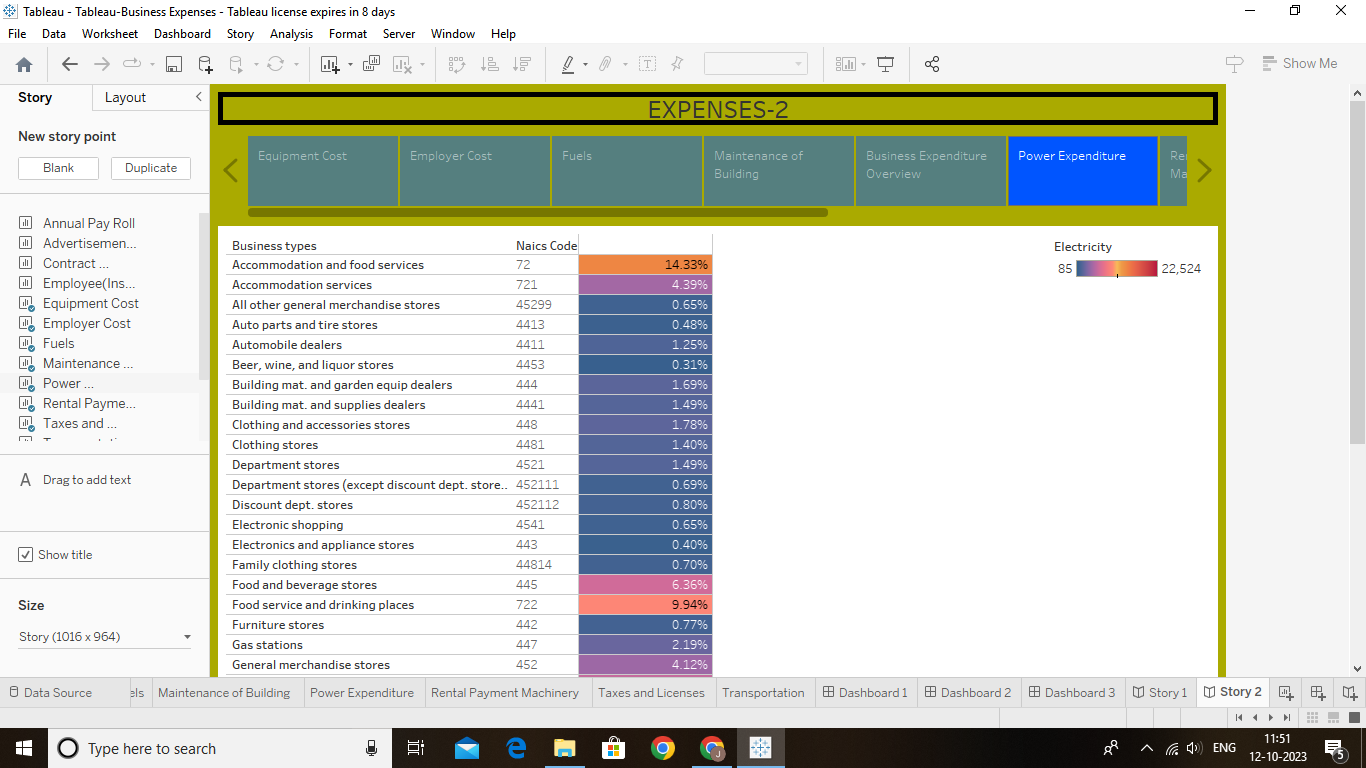 Tableau - Tableau-Business Expenses - Tableau license expires in 8 days
File Data Worksheet Dashboard Story Analysis Format Server Window Help
Show Me
Story Layout
New story point
Blank Duplicate
Annual Pay Roll
Advertisemen...
Contract ...
Employee(Ins...
Equipment Cost
Employer Cost
Fuels
Maintenance ...
Power ...
Rental Payme...
Taxes and ...
A Drag to add text
Show title
Size
Story (1016 x 964)
EXPENSES-2
Equipment Cost
Employer Cost
Fuels
Maintenance of
Building
Business Expenditure
Overview
Power Expenditure
Business types Naics Code
Accommodation and food services 72 14.33%
Accommodation services 721 4.39%
All other general merchandise stores 45299 0.65%
Auto parts and tire stores 4413 0.48%
Automobile dealers 4411 1.25%
Beer, wine, and liquor stores 4453 0.31%
Building mat. and garden equip dealers 444 1.69%
Building mat. and supplies dealers 4441 1.49%
Clothing and accessories stores 448 1.78%
Clothing stores 4481 1.40%
Department stores 4521 1.49%
Department stores (except discount dept. store.. 452111 0.69%
Discount dept. stores 452112 0.80%
Electronic shopping 4541 0.65%
Electronics and appliance stores 443 0.40%
Family clothing stores 44814 0.70%
Food and beverage stores 445 6.36%
Food service and drinking places 722 9.94%
Furniture stores 442 0.77%
Gas stations 447 2.19%
General merchandise stores 452 4.12%
Electricity
85 22,524
Data Source els Maintenance of Building Power Expenditure Rental Payment Machinery Taxes and Licenses Transportation Dashboard 1 Dashboard 2 Dashboard 3 Story 1 Story 2
Type here to search
ENG
11:51
12-10-2023
5